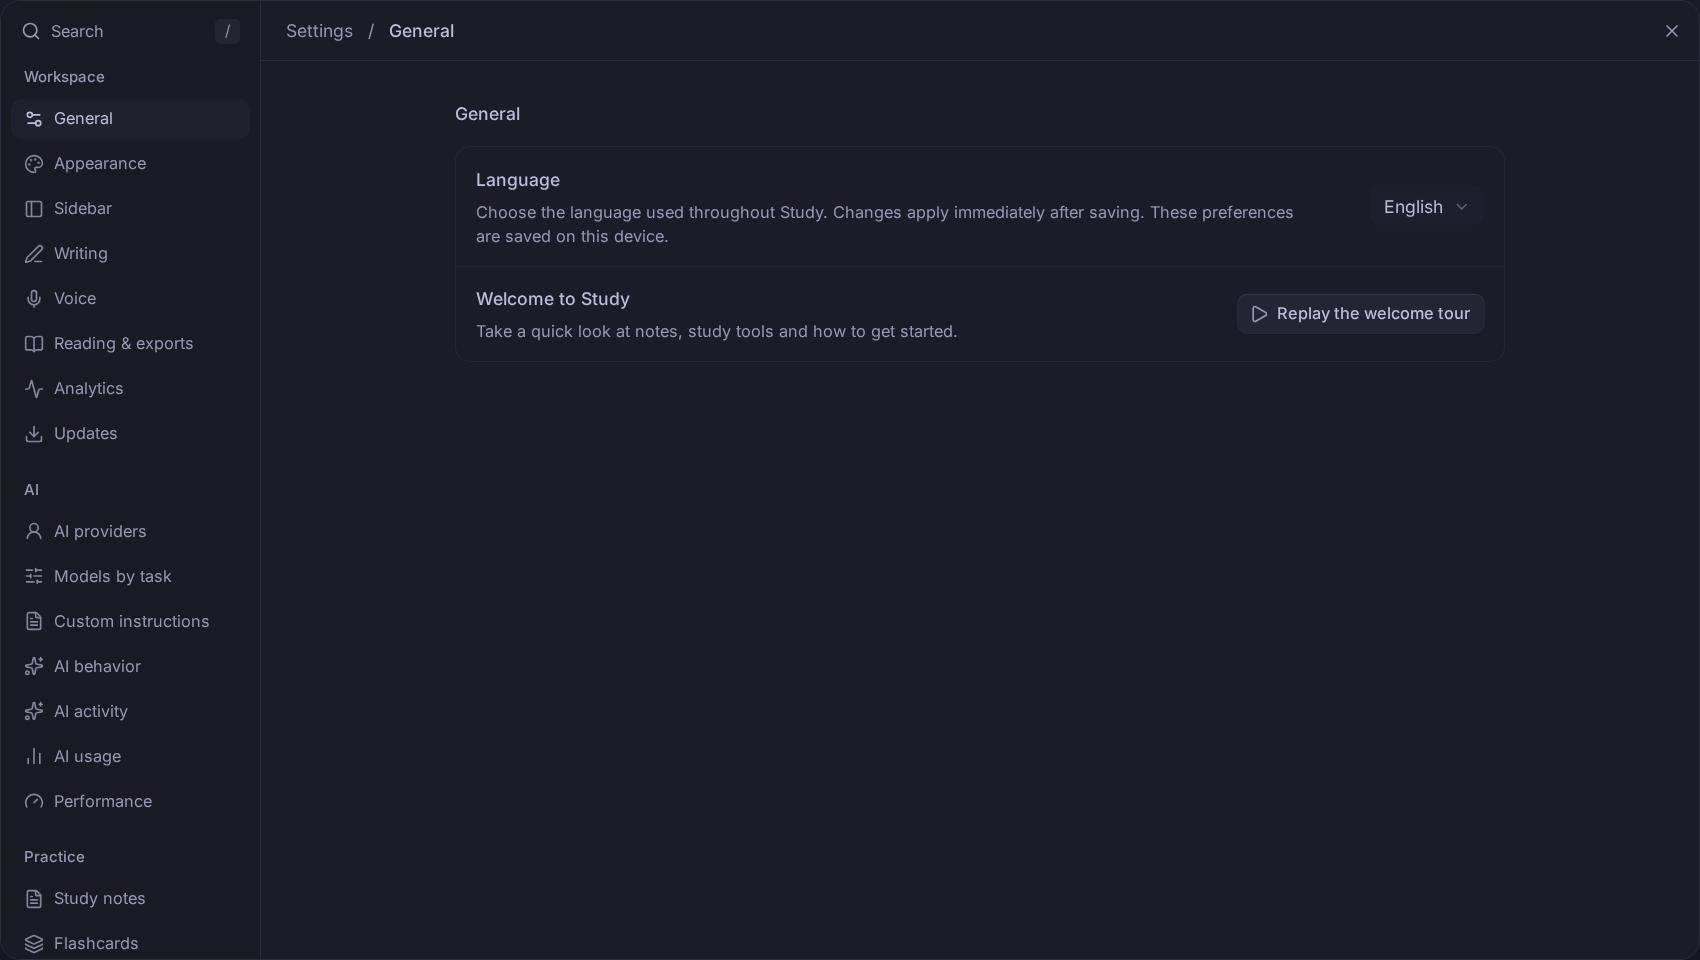 Search
/
Workspace
General
Appearance
Sidebar
Writing
Voice
Reading & exports
Analytics
Updates
AI
AI providers
Models by task
Custom instructions
AI behavior
AI activity
AI usage
Performance
Practice
Study notes
Flashcards
Settings / General
General
Language
Choose the language used throughout Study. Changes apply immediately after saving. These preferences
are saved on this device.
English
Welcome to Study
Take a quick look at notes, study tools and how to get started.
Replay the welcome tour